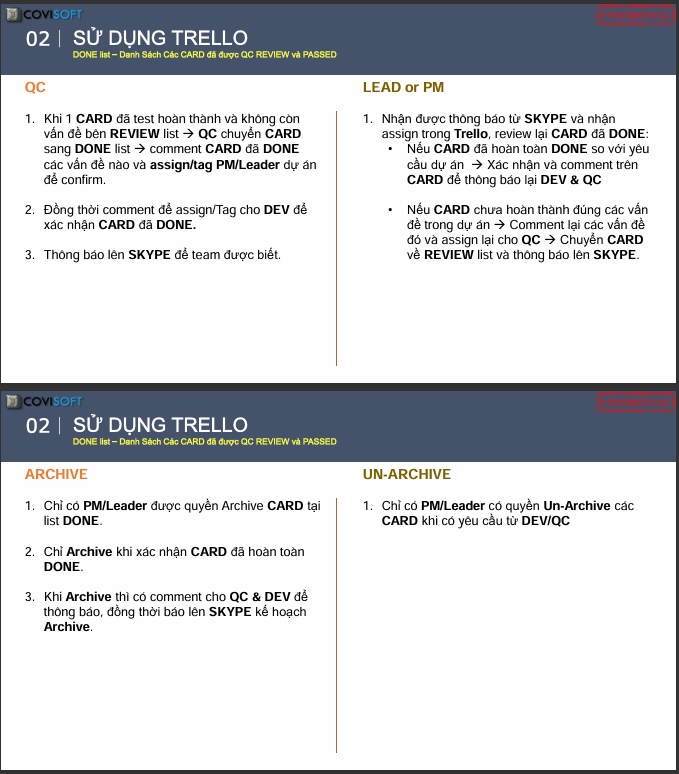 COVISOFT
02
SỬ DỤNG TRELLO
DONE list – Danh Sách Các CARD đã được QC REVIEW và PASSED
QC
1. Khi 1 CARD đã test hoàn thành và không còn
vấn đề bên REVIEW list → QC chuyển CARD
sang DONE list → comment CARD đã DONE
các vấn đề nào và assign/tag PM/Leader dự án
để confirm.
2. Đồng thời comment để assign/Tag cho DEV để
xác nhận CARD đã DONE.
3. Thông báo lên SKYPE để team được biết.
LEAD or PM
1. Nhận được thông báo từ SKYPE và nhận
assign trong Trello, review lại CARD đã DONE:
• Nếu CARD đã hoàn toàn DONE so với yêu
cầu dự án → Xác nhận và comment trên
CARD để thông báo lại DEV & QC
• Nếu CARD chưa hoàn thành đúng các vấn
đề trong dự án → Comment lại các vấn đề
đó và assign lại cho QC → Chuyển CARD
về REVIEW list và thông báo lên SKYPE.
COVISOFT
02
SỬ DỤNG TRELLO
DONE list – Danh Sách Các CARD đã được QC REVIEW và PASSED
ARCHIVE
1. Chỉ có PM/Leader được quyền Archive CARD tại
list DONE.
2. Chỉ Archive khi xác nhận CARD đã hoàn toàn
DONE.
3. Khi Archive thì có comment cho QC & DEV để
thông báo, đồng thời báo lên SKYPE kế hoạch
Archive.
UN-ARCHIVE
1. Chỉ có PM/Leader có quyền Un-Archive các
CARD khi có yêu cầu từ DEV/QC